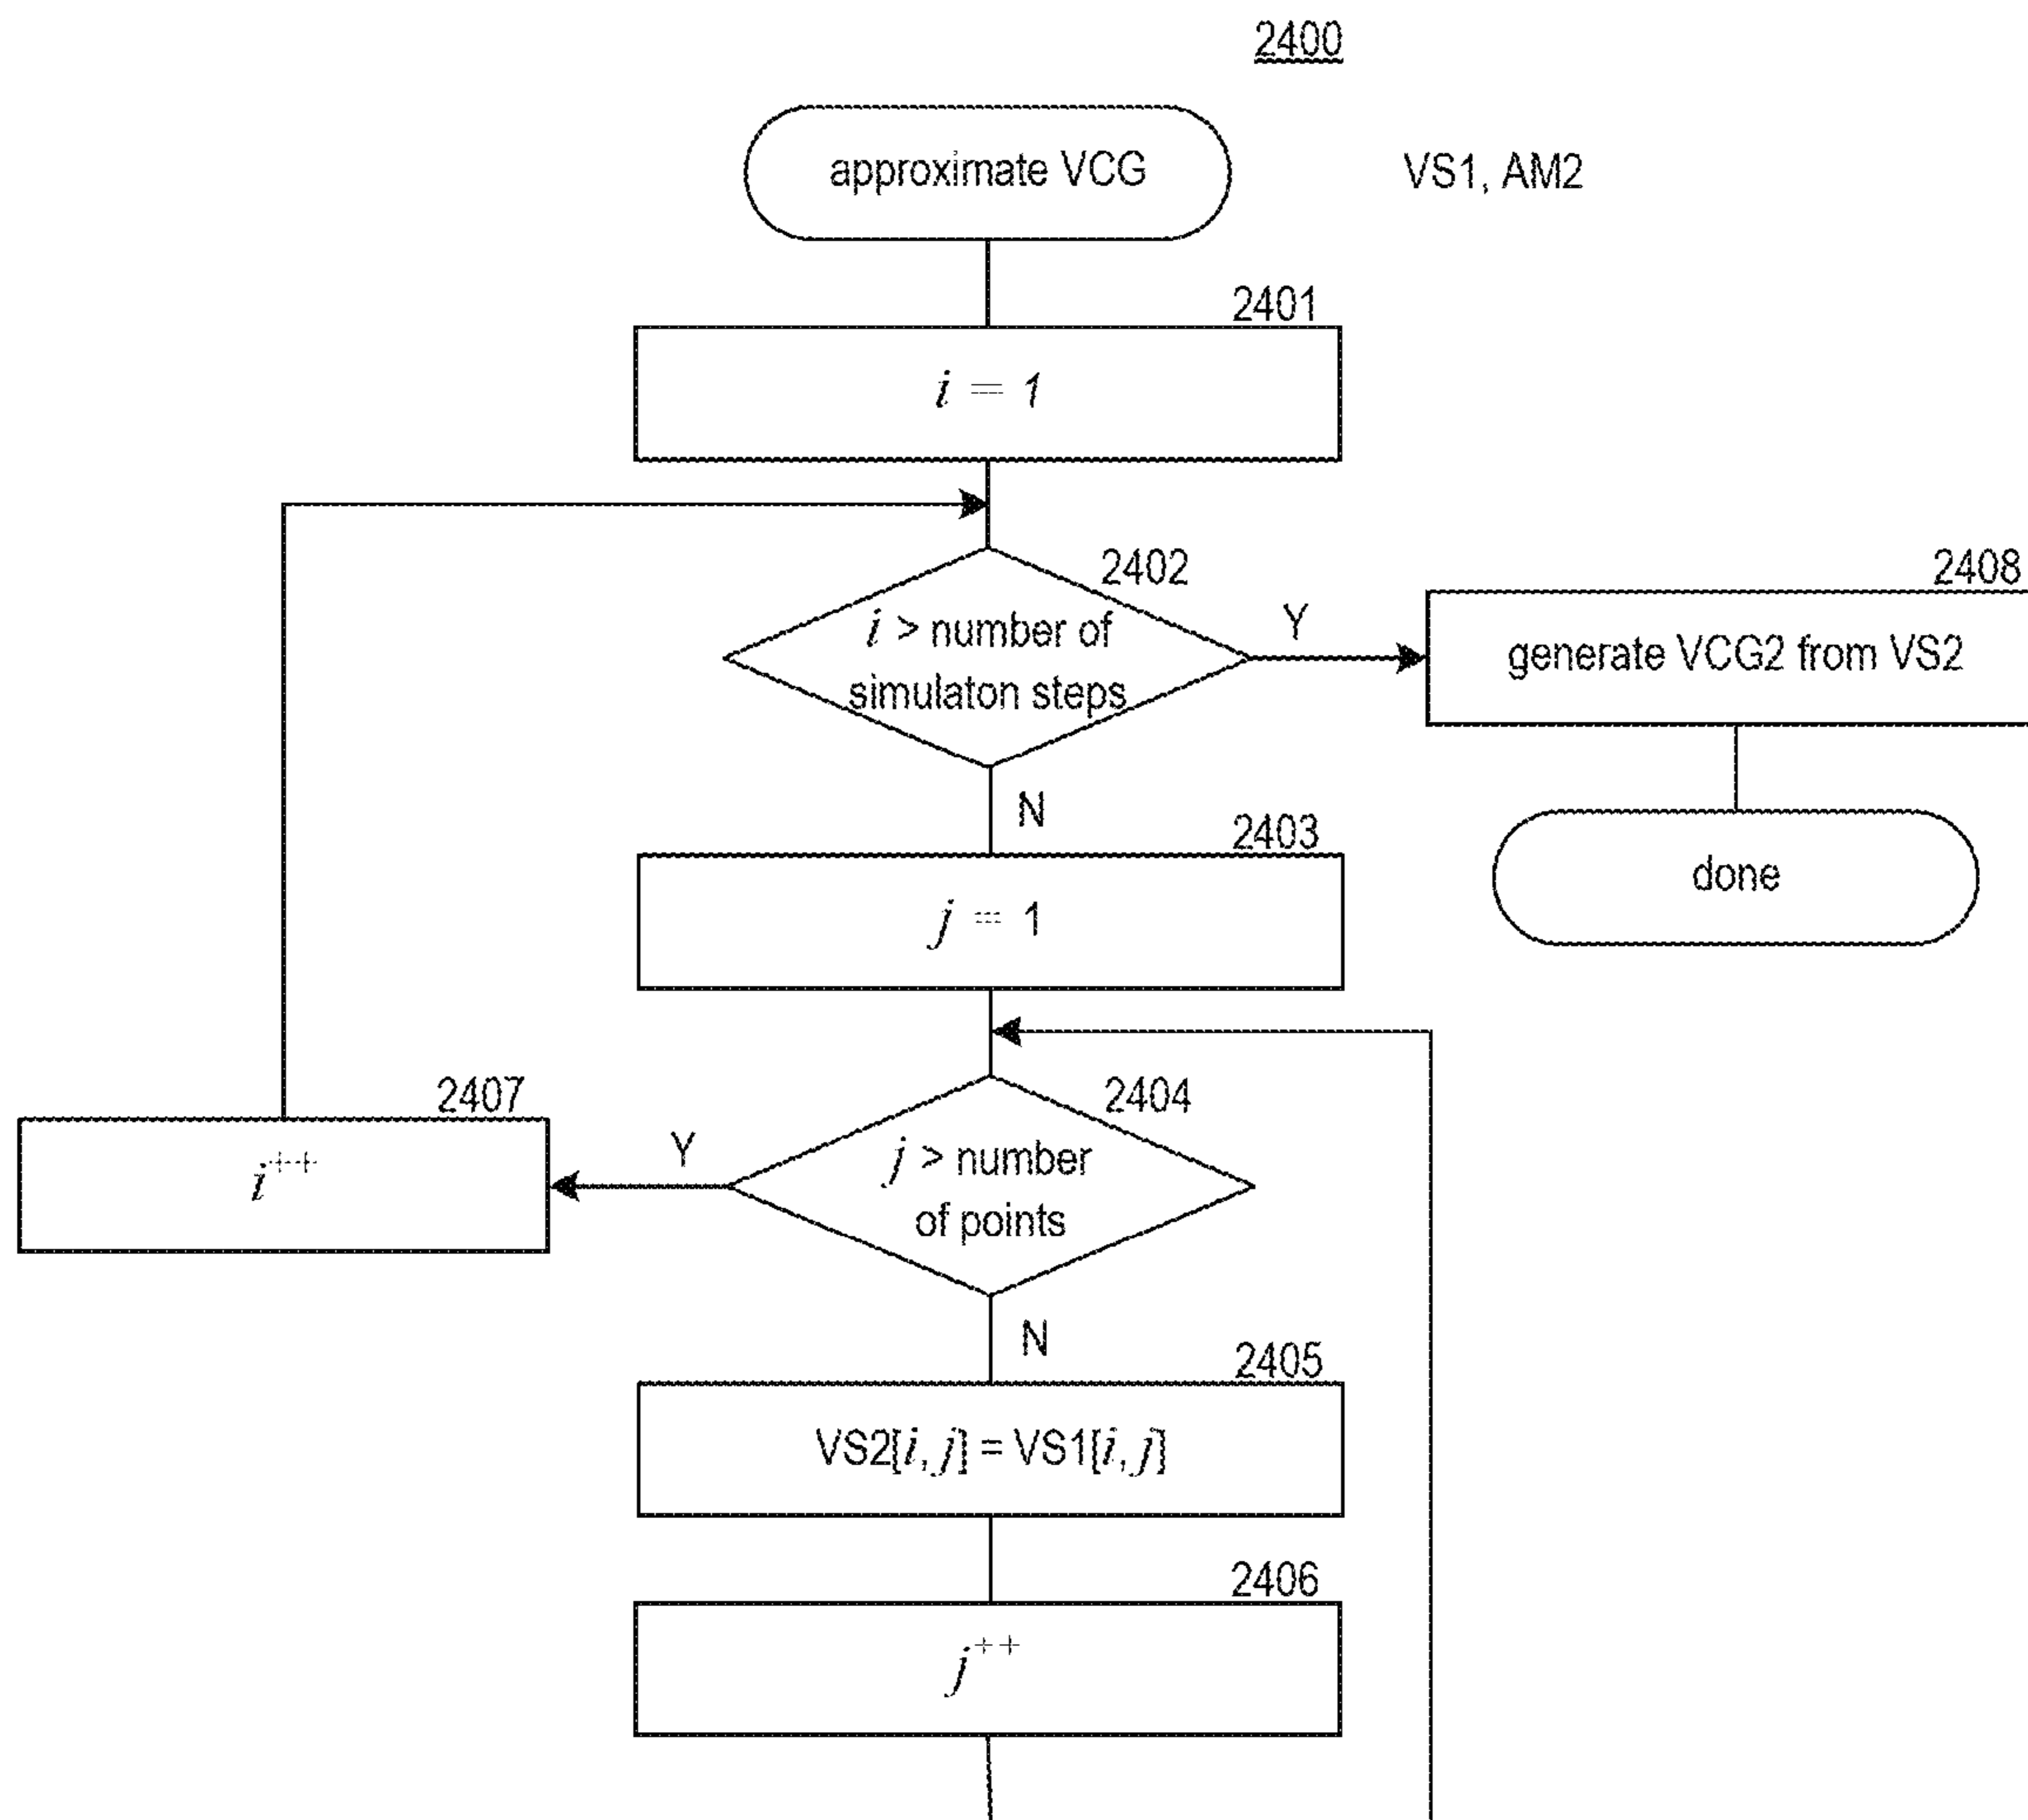 2400
approximate VCG
VS1, AM2
2401
i = 1
2402
i > number of
simulaton steps
Y
2408
generate VCG2 from VS2
N
done
2403
j = 1
2404
j > number
of points
Y
2407
i++
N
2405
VS2[i, j] = VS1[i, j]
2406
j++